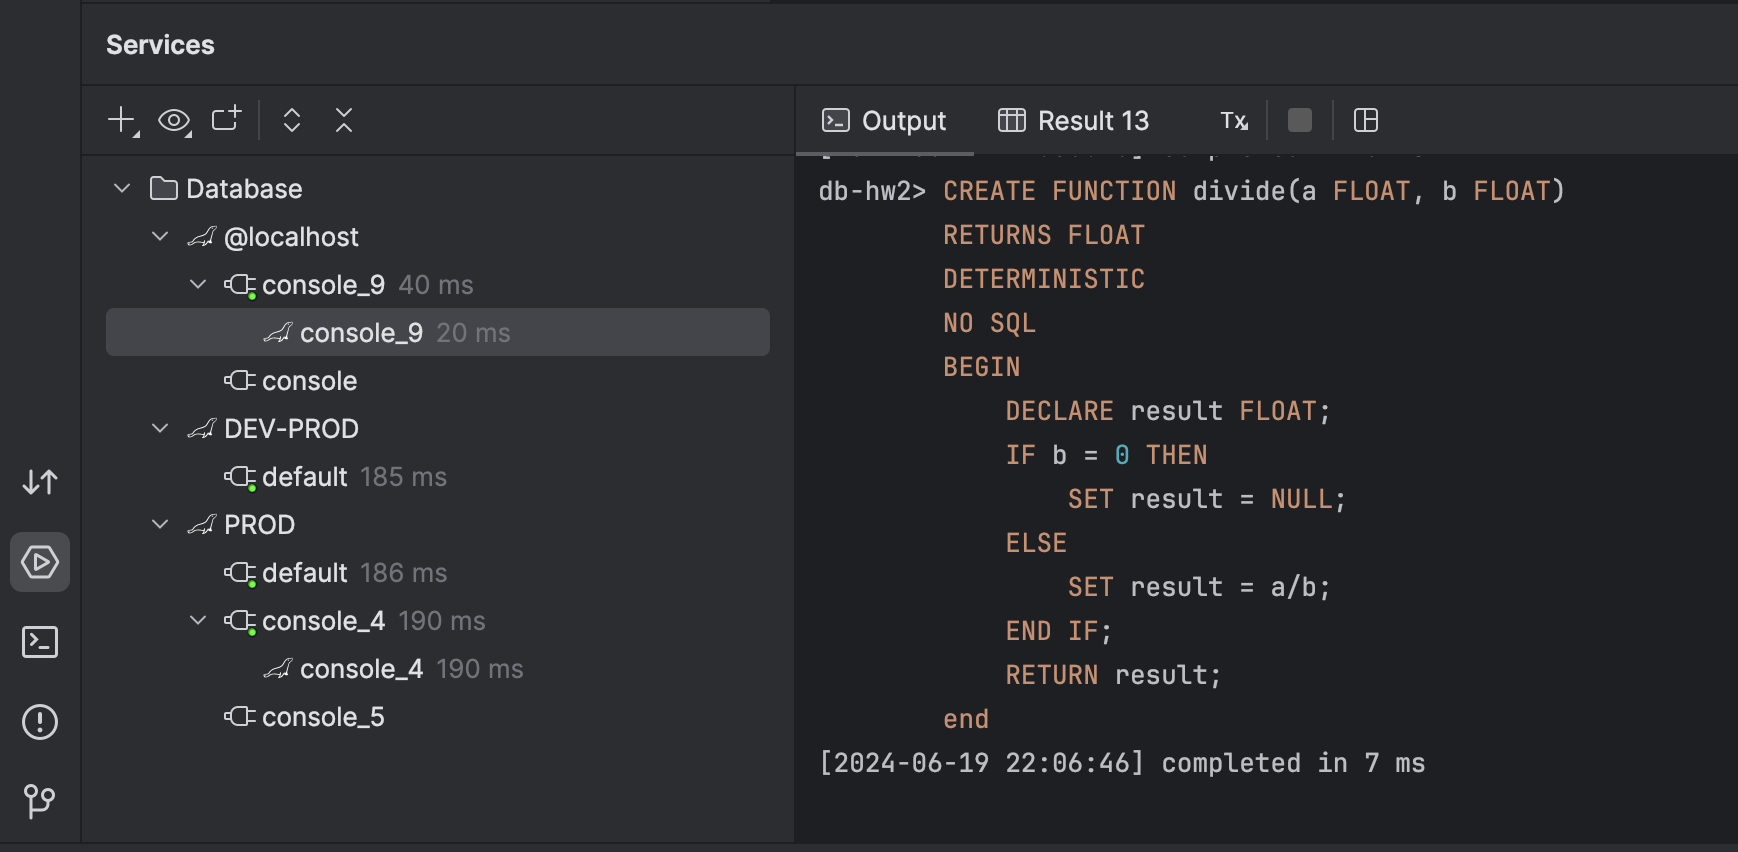 Services
Output
Result 13
Tx
Database
@localhost
console_9 40 ms
console_9 20 ms
console
DEV-PROD
default 185 ms
PROD
default 186 ms
console_4 190 ms
console_4 190 ms
console_5
db-hw2> CREATE FUNCTION divide(a FLOAT, b FLOAT)
RETURNS FLOAT
DETERMINISTIC
NO SQL
BEGIN
DECLARE result FLOAT;
IF b = 0 THEN
SET result = NULL;
ELSE
SET result = a/b;
END IF;
RETURN result;
end
[2024-06-19 22:06:46] completed in 7 ms